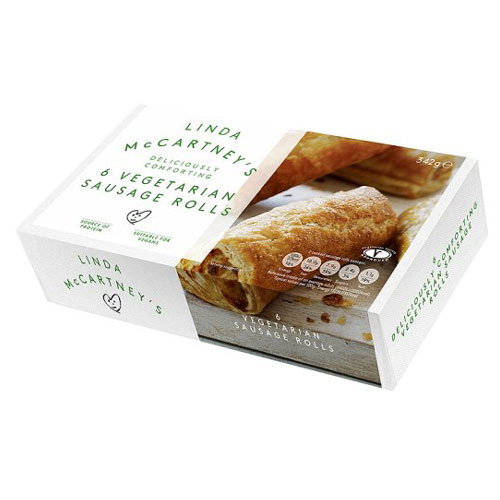 LINDA
McCARTNEY'S
DELICIOUSLY
COMFORTING
6 VEGETARIAN
SAUSAGE ROLLS
SOURCE OF
PROTEIN
SUITABLE FOR
VEGANS
342g℮
LINDA
McCARTNEY'S
6
VEGETARIAN
SAUSAGE ROLLS
6
DELICIOUSLY COMFORTING
VEGETARIAN SAUSAGE
ROLLS